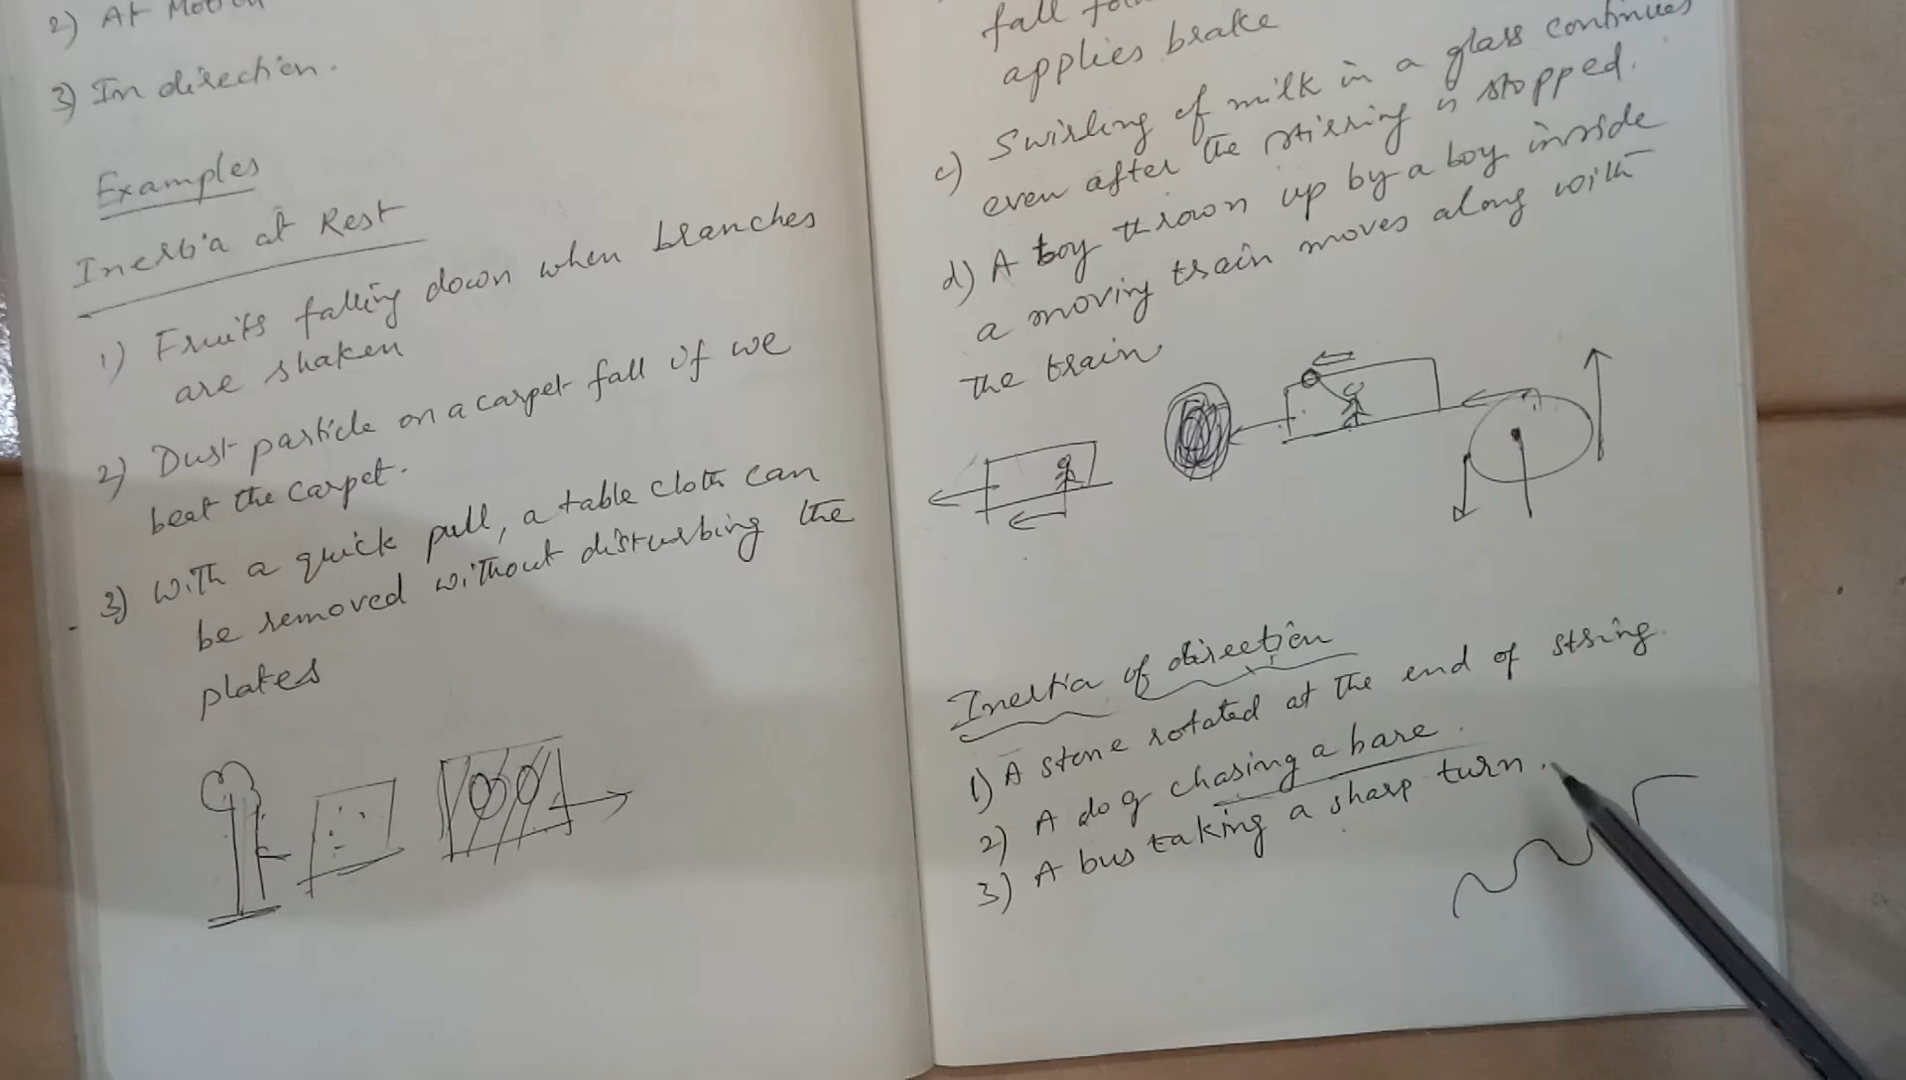 2) At Motion
3) In direction.
Examples
Inertia at Rest
1) Fruits falling down when branches
are shaken
2) Dust particle on a carpet fall if we
beat the carpet.
3) With a quick pull, a table cloth can
be removed without disturbing the
plates
fall
applies brake
c) Swirling of milk in a glass continues
even after the stirring is stopped.
d) A toy thrown up by a boy inside
a moving train moves along with
the train
Inertia of direction
1) A stone rotated at the end of string
2) A dog chasing a hare.
3) A bus taking a sharp turn.